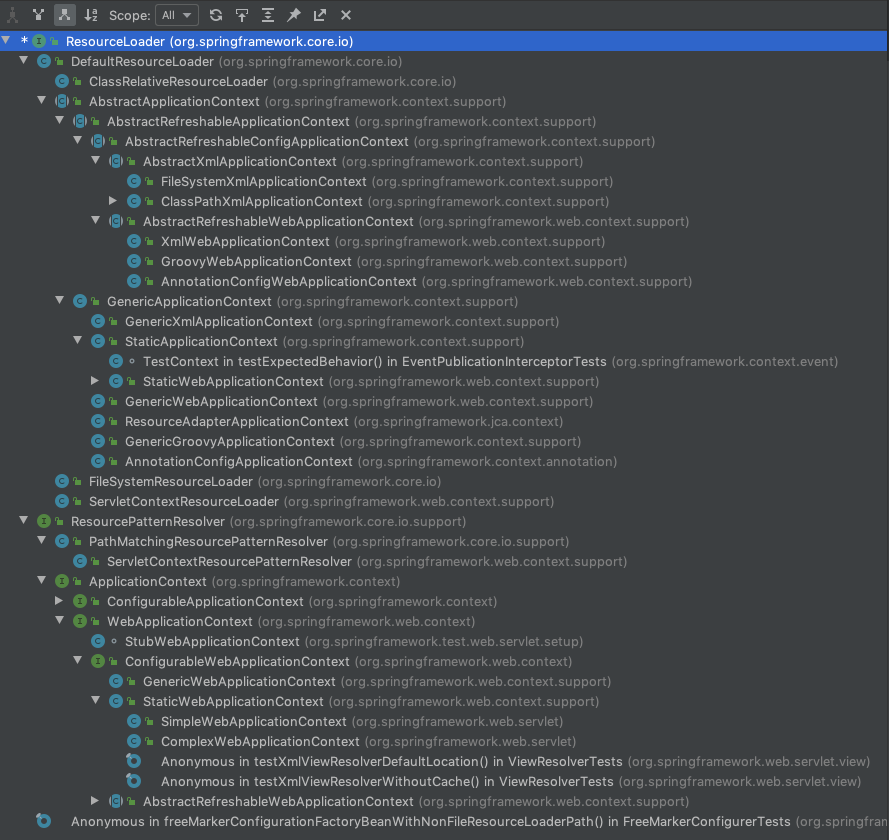 Scope: All
* ResourceLoader (org.springframework.core.io)
DefaultResourceLoader (org.springframework.core.io)
ClassRelativeResourceLoader (org.springframework.core.io)
AbstractApplicationContext (org.springframework.context.support)
AbstractRefreshableApplicationContext (org.springframework.context.support)
AbstractRefreshableConfigApplicationContext (org.springframework.context.support)
AbstractXmlApplicationContext (org.springframework.context.support)
FileSystemXmlApplicationContext (org.springframework.context.support)
ClassPathXmlApplicationContext (org.springframework.context.support)
AbstractRefreshableWebApplicationContext (org.springframework.web.context.support)
XmlWebApplicationContext (org.springframework.web.context.support)
GroovyWebApplicationContext (org.springframework.web.context.support)
AnnotationConfigWebApplicationContext (org.springframework.web.context.support)
GenericApplicationContext (org.springframework.context.support)
GenericXmlApplicationContext (org.springframework.context.support)
StaticApplicationContext (org.springframework.context.support)
TestContext in testExpectedBehavior() in EventPublicationInterceptorTests (org.springframework.context.event)
StaticWebApplicationContext (org.springframework.web.context.support)
GenericWebApplicationContext (org.springframework.web.context.support)
ResourceAdapterApplicationContext (org.springframework.jca.context)
GenericGroovyApplicationContext (org.springframework.context.support)
AnnotationConfigApplicationContext (org.springframework.context.annotation)
FileSystemResourceLoader (org.springframework.core.io)
ServletContextResourceLoader (org.springframework.web.context.support)
ResourcePatternResolver (org.springframework.core.io.support)
PathMatchingResourcePatternResolver (org.springframework.core.io.support)
ServletContextResourcePatternResolver (org.springframework.web.context.support)
ApplicationContext (org.springframework.context)
ConfigurableApplicationContext (org.springframework.context)
WebApplicationContext (org.springframework.web.context)
StubWebApplicationContext (org.springframework.test.web.servlet.setup)
ConfigurableWebApplicationContext (org.springframework.web.context)
GenericWebApplicationContext (org.springframework.web.context.support)
StaticWebApplicationContext (org.springframework.web.context.support)
SimpleWebApplicationContext (org.springframework.web.servlet)
ComplexWebApplicationContext (org.springframework.web.servlet)
Anonymous in testXmlViewResolverDefaultLocation() in ViewResolverTests (org.springframework.web.servlet.view)
Anonymous in testXmlViewResolverWithoutCache() in ViewResolverTests (org.springframework.web.servlet.view)
AbstractRefreshableWebApplicationContext (org.springframework.web.context.support)
Anonymous in freeMarkerConfigurationFactoryBeanWithNonFileResourceLoaderPath() in FreeMarkerConfigurerTests (org.springfram